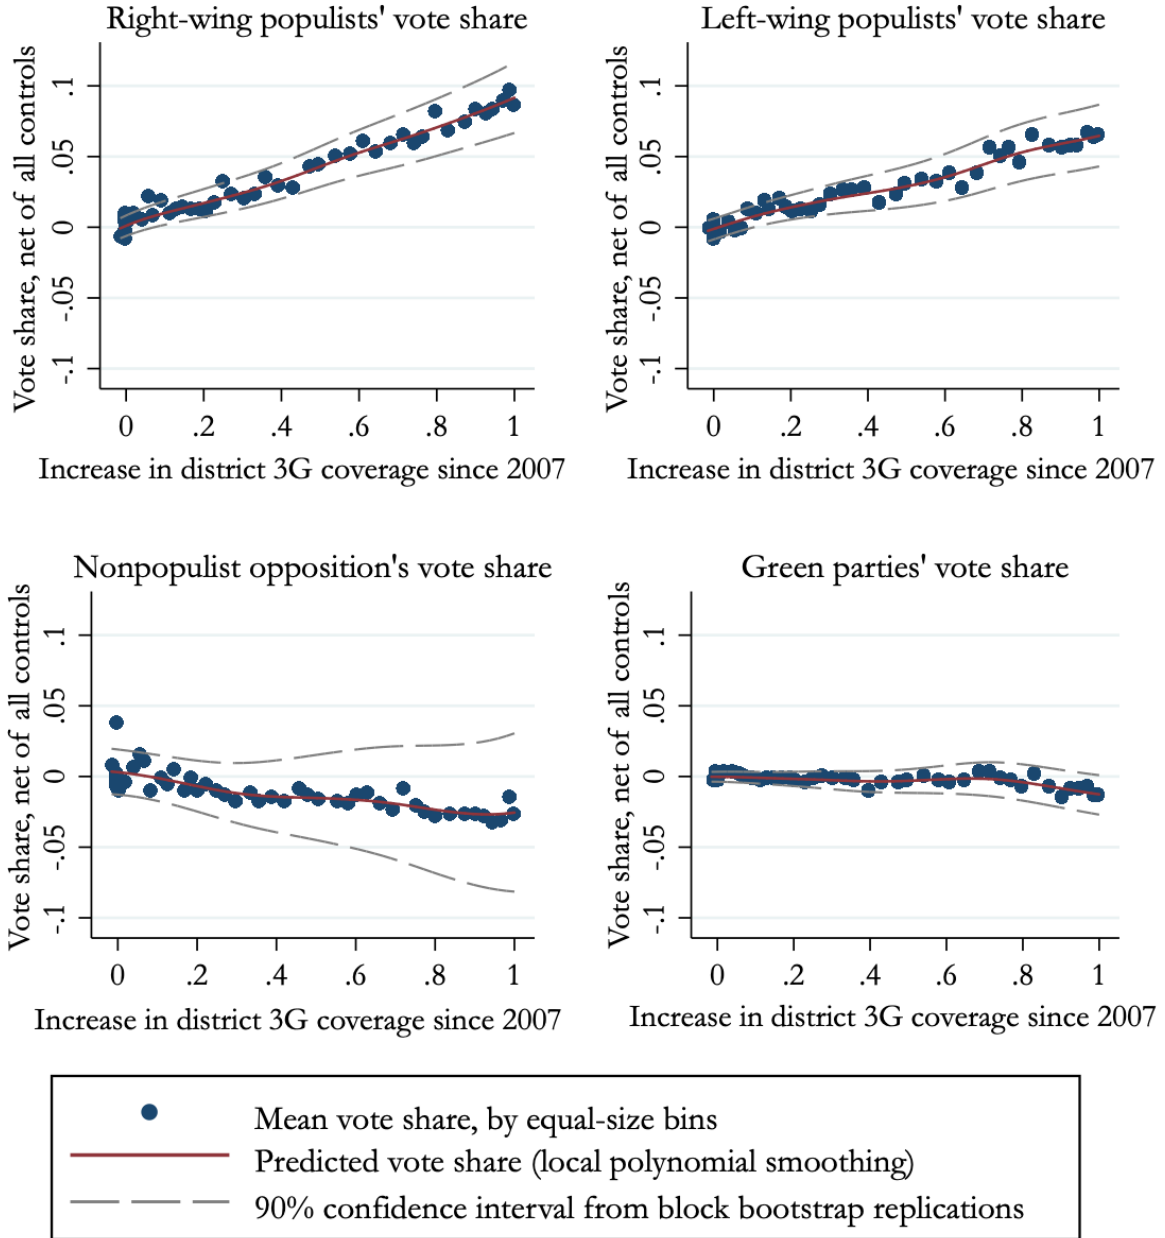 Right-wing populists' vote share
Vote share, net of all controls
.1
.05
0
-.05
-.1
0 .2 .4 .6 .8 1
Increase in district 3G coverage since 2007
Left-wing populists' vote share
Vote share, net of all controls
.1
.05
0
-.05
-.1
0 .2 .4 .6 .8 1
Increase in district 3G coverage since 2007
Nonpopulist opposition's vote share
Vote share, net of all controls
.1
.05
0
-.05
-.1
0 .2 .4 .6 .8 1
Increase in district 3G coverage since 2007
Green parties' vote share
Vote share, net of all controls
.1
.05
0
-.05
-.1
0 .2 .4 .6 .8 1
Increase in district 3G coverage since 2007
Mean vote share, by equal-size bins
Predicted vote share (local polynomial smoothing)
90% confidence interval from block bootstrap replications